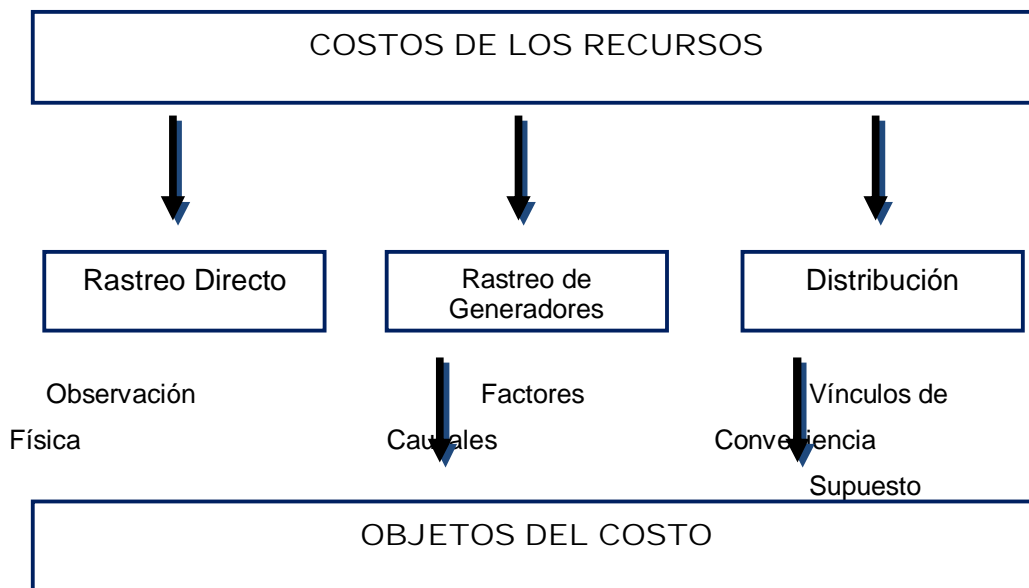 COSTOS DE LOS RECURSOS
Rastreo Directo
Rastreo de
Generadores
Distribución
Observación
Física
Factores
Causales
Vínculos de
Conveniencia
Supuesto
OBJETOS DEL COSTO